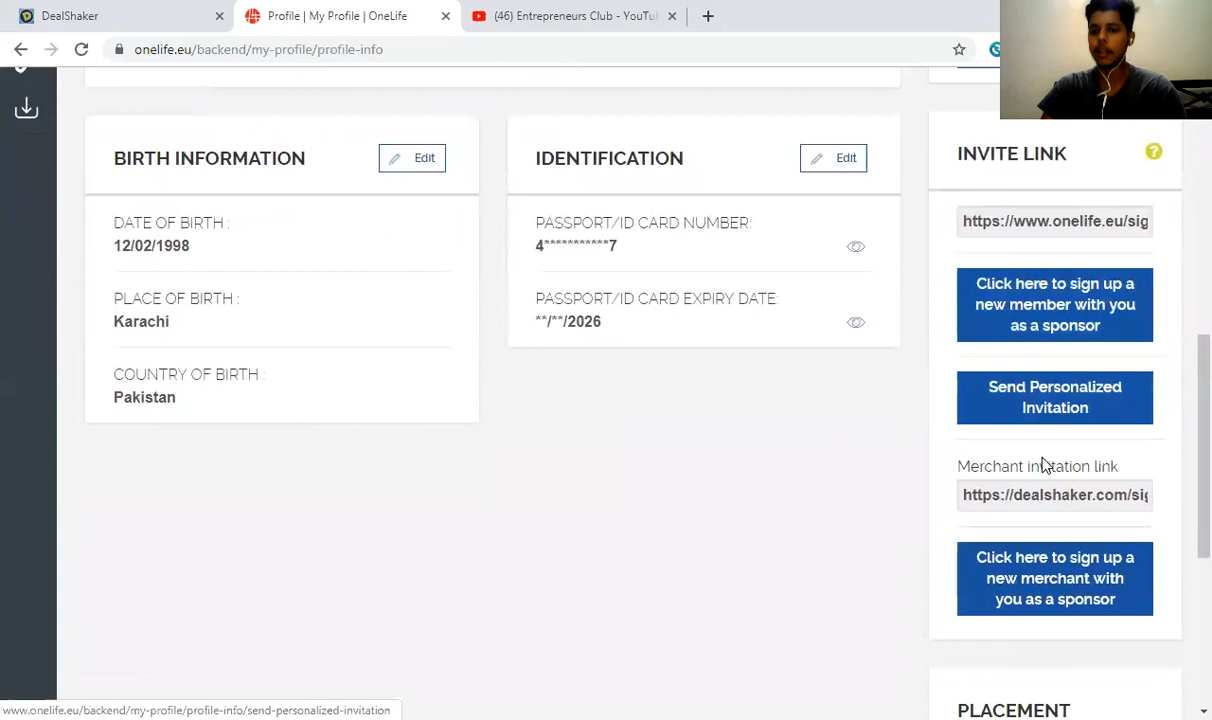 DealShaker
Profile | My Profile | OneLife
(46) Entrepreneurs Club - YouTu
onelife.eu/backend/my-profile/profile-info
BIRTH INFORMATION
Edit
DATE OF BIRTH :
12/02/1998
PLACE OF BIRTH :
Karachi
COUNTRY OF BIRTH :
Pakistan
IDENTIFICATION
Edit
PASSPORT/ID CARD NUMBER:
4***********7
PASSPORT/ID CARD EXPIRY DATE:
**/**/2026
INVITE LINK
?
https://www.onelife.eu/sig
Click here to sign up a
new member with you
as a sponsor
Send Personalized
Invitation
Merchant invitation link
https://dealshaker.com/sig
Click here to sign up a
new merchant with
you as a sponsor
PLACEMENT
www.onelife.eu/backend/my-profile/profile-info/send-personalized-invitation